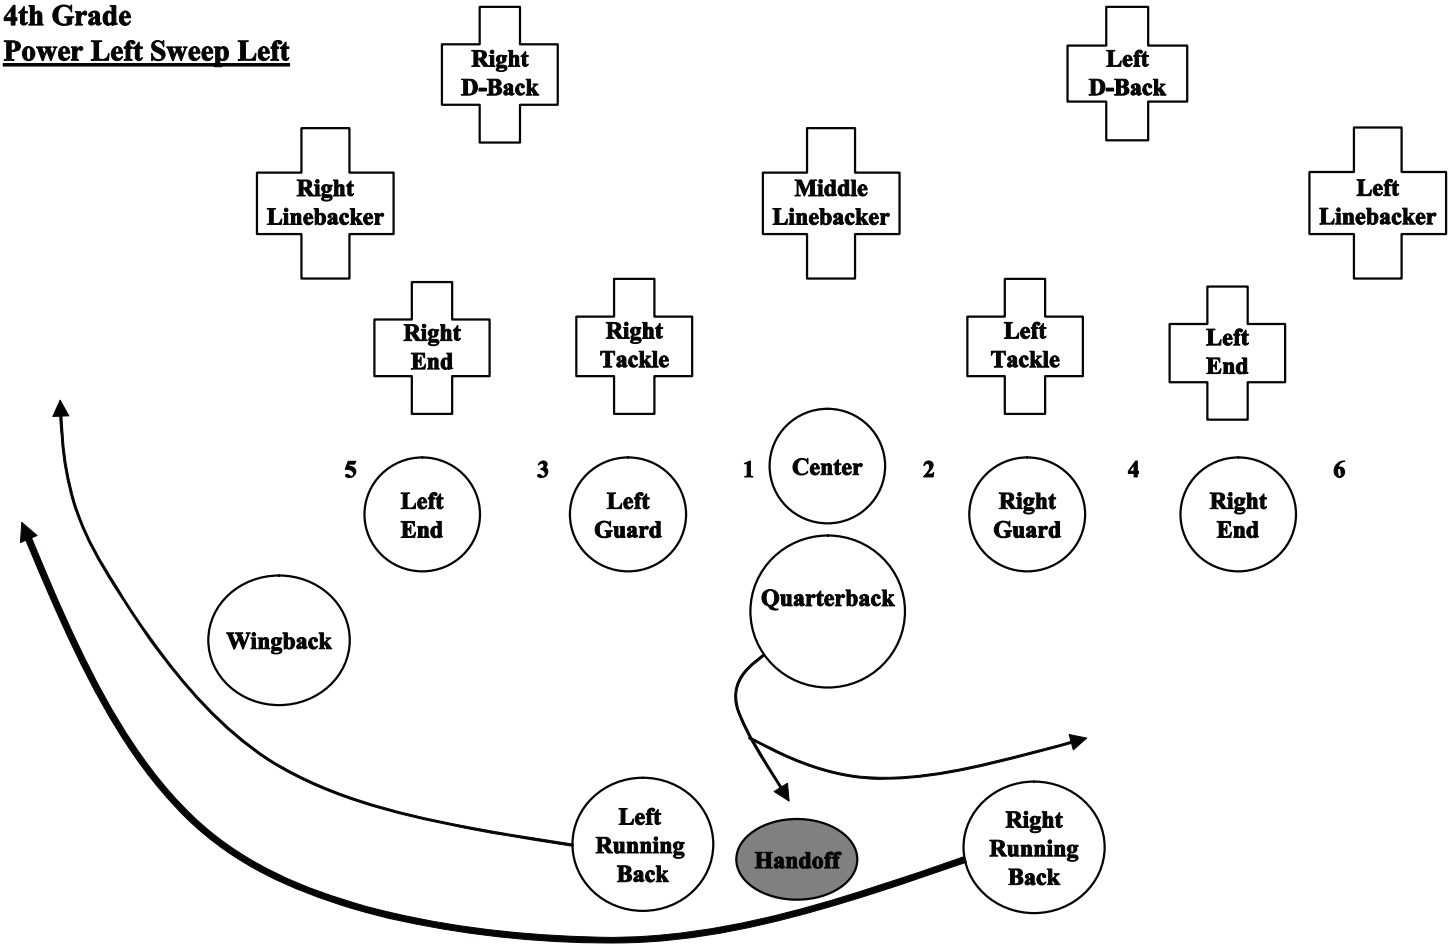 4th Grade
Power Left Sweep Left
Right
D-Back
Left
D-Back
Right
Linebacker
Middle
Linebacker
Left
Linebacker
Right
End
Right
Tackle
Left
Tackle
Left
End
5
Left
End
3
Left
Guard
1
Center
2
Right
Guard
4
Right
End
6
Wingback
Quarterback
Left
Running
Back
Handoff
Right
Running
Back